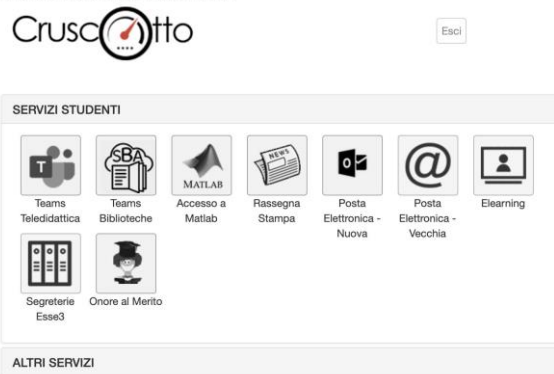 Cruscotto
Esci
SERVIZI STUDENTI
T
SBA
MATLAB
NEWS
o
@
Teams Teledidattica
Teams Biblioteche
Accesso a Matlab
Rassegna Stampa
Posta Elettronica - Nuova
Posta Elettronica - Vecchia
Elearning
Segreterie Esse3
Onore al Merito
ALTRI SERVIZI